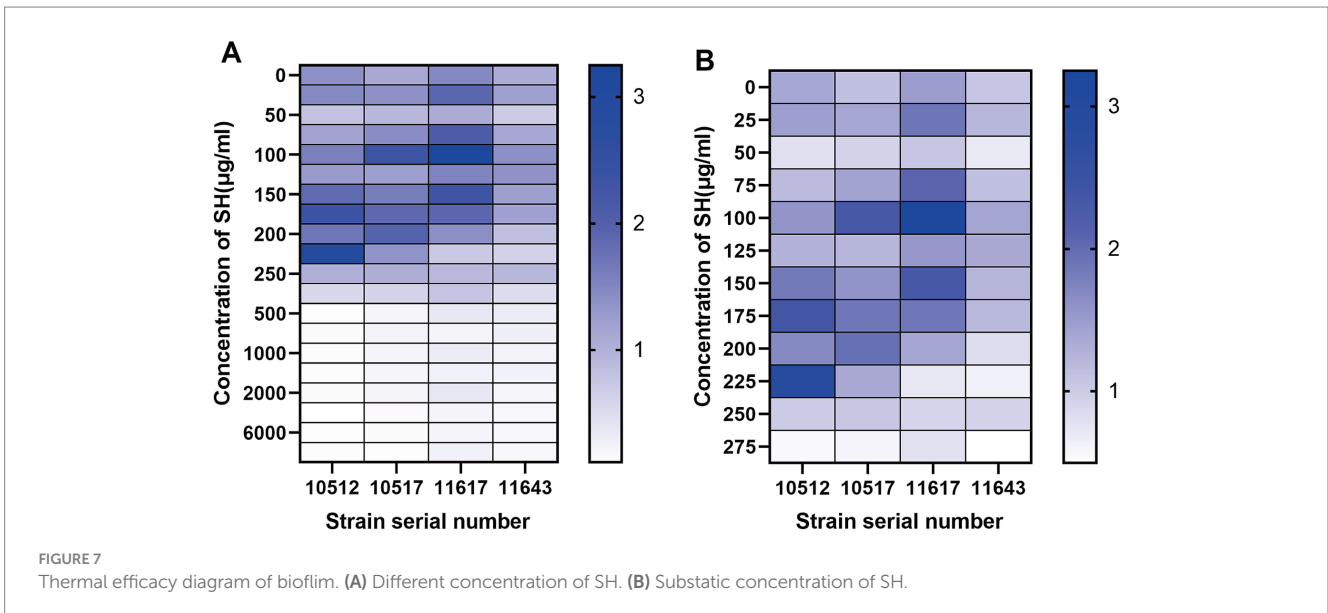 A
Concentration of SH(µg/ml)
0
50
100
150
200
250
500
1000
2000
6000
10512 10517 11617 11643
Strain serial number
3
2
1
B
Concentration of SH(µg/ml)
0
25
50
75
100
125
150
175
200
225
250
275
10512 10517 11617 11643
Strain serial number
3
2
1
FIGURE 7
Thermal efficacy diagram of bioflim. (A) Different concentration of SH. (B) Substatic concentration of SH.